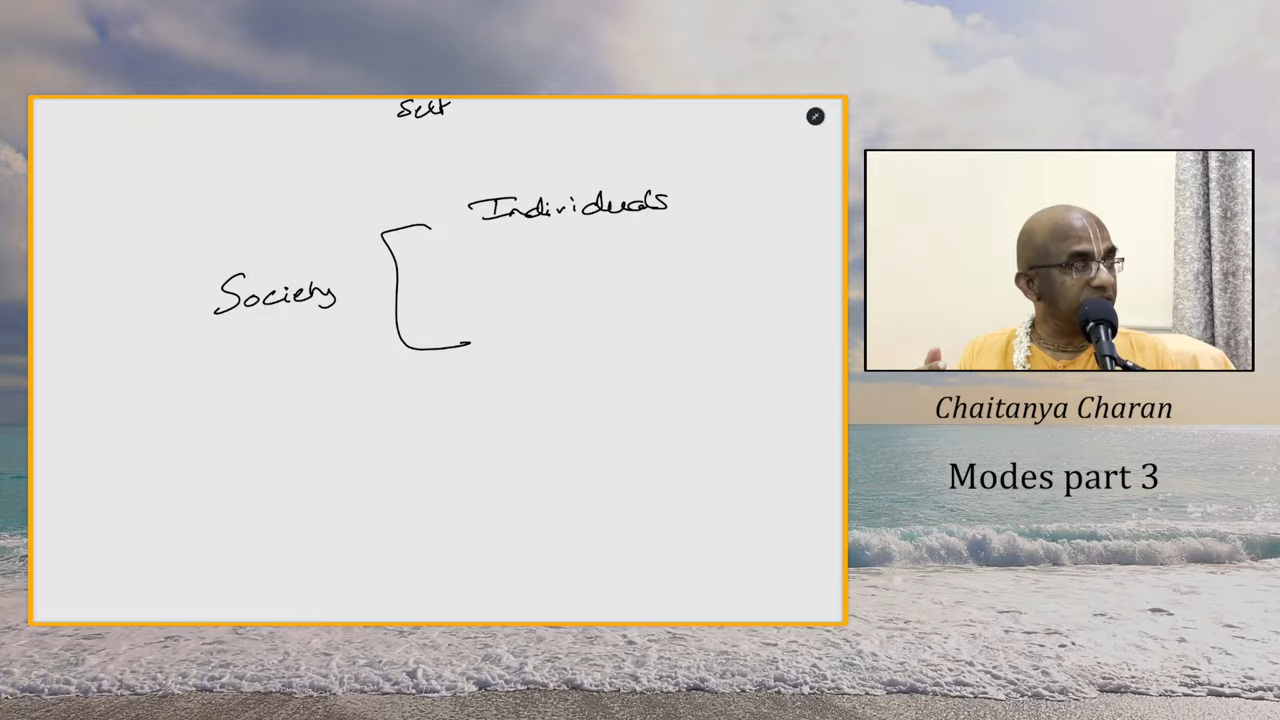 Self
Individuals
Society
Chaitanya Charan
Modes part 3